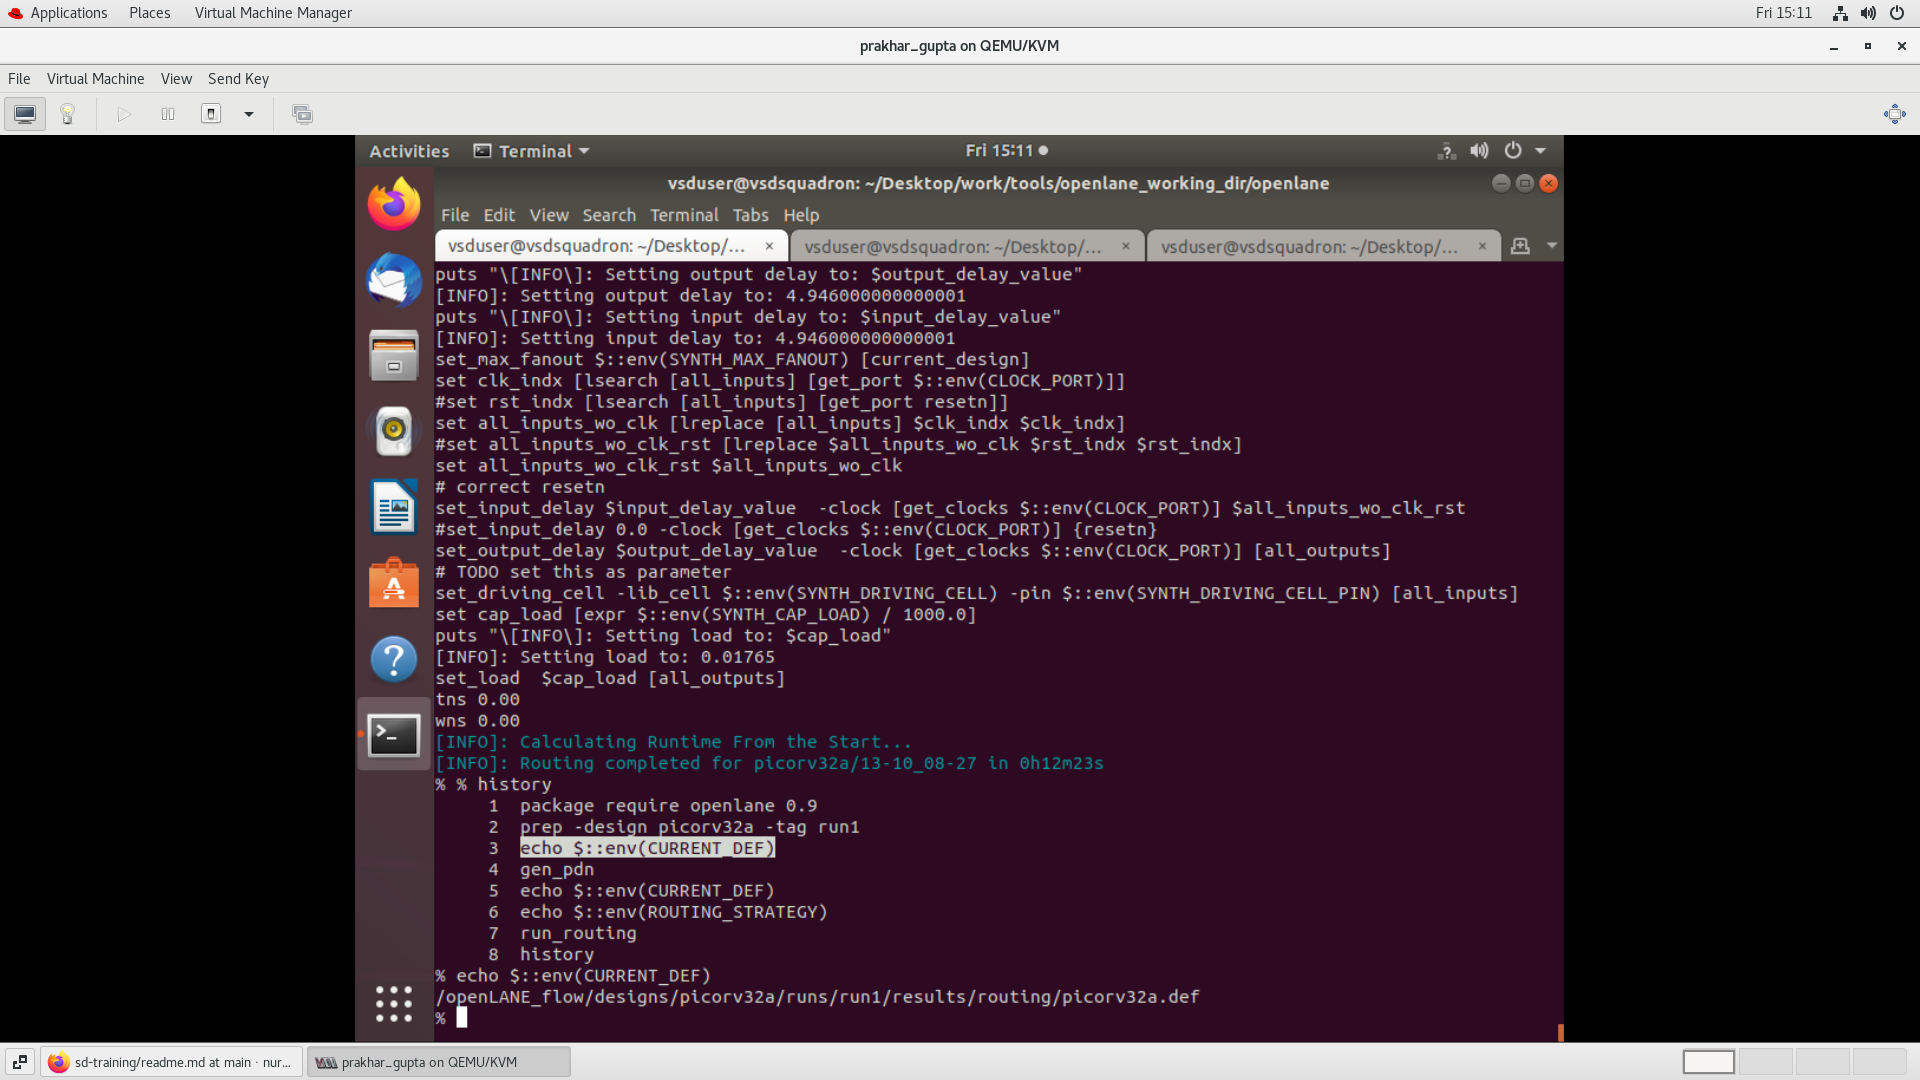 Applications Places Virtual Machine Manager Fri 15:11
prakhar_gupta on QEMU/KVM
File Virtual Machine View Send Key
Activities Terminal Fri 15:11
vsduser@vsdsquadron: ~/Desktop/work/tools/openlane_working_dir/openlane
File Edit View Search Terminal Tabs Help
vsduser@vsdsquadron: ~/Desktop/... × vsduser@vsdsquadron: ~/Desktop/... × vsduser@vsdsquadron: ~/Desktop/... ×
puts "\[INFO\]: Setting output delay to: $output_delay_value"
[INFO]: Setting output delay to: 4.946000000000001
puts "\[INFO\]: Setting input delay to: $input_delay_value"
[INFO]: Setting input delay to: 4.946000000000001
set_max_fanout $::env(SYNTH_MAX_FANOUT) [current_design]
set clk_indx [lsearch [all_inputs] [get_port $::env(CLOCK_PORT)]]
#set rst_indx [lsearch [all_inputs] [get_port resetn]]
set all_inputs_wo_clk [lreplace [all_inputs] $clk_indx $clk_indx]
#set all_inputs_wo_clk_rst [lreplace $all_inputs_wo_clk $rst_indx $rst_indx]
set all_inputs_wo_clk_rst $all_inputs_wo_clk
# correct resetn
set_input_delay $input_delay_value  -clock [get_clocks $::env(CLOCK_PORT)] $all_inputs_wo_clk_rst
#set_input_delay 0.0 -clock [get_clocks $::env(CLOCK_PORT)] {resetn}
set_output_delay $output_delay_value  -clock [get_clocks $::env(CLOCK_PORT)] [all_outputs]
# TODO set this as parameter
set_driving_cell -lib_cell $::env(SYNTH_DRIVING_CELL) -pin $::env(SYNTH_DRIVING_CELL_PIN) [all_inputs]
set cap_load [expr $::env(SYNTH_CAP_LOAD) / 1000.0]
puts "\[INFO\]: Setting load to: $cap_load"
[INFO]: Setting load to: 0.01765
set_load  $cap_load [all_outputs]
tns 0.00
wns 0.00
[INFO]: Calculating Runtime From the Start...
[INFO]: Routing completed for picorv32a/13-10_08-27 in 0h12m23s
% % history
1  package require openlane 0.9
2  prep -design picorv32a -tag run1
3  echo $::env(CURRENT_DEF)
4  gen_pdn
5  echo $::env(CURRENT_DEF)
6  echo $::env(ROUTING_STRATEGY)
7  run_routing
8  history
% echo $::env(CURRENT_DEF)
/openLANE_flow/designs/picorv32a/runs/run1/results/routing/picorv32a.def
%
sd-training/readme.md at main · nur... prakhar_gupta on QEMU/KVM